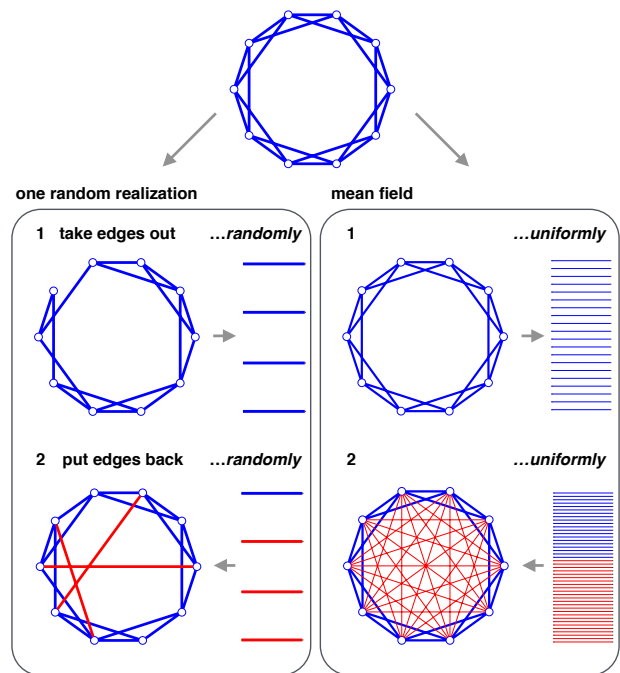 one random realization
mean field
1 take edges out ...randomly
1 ...uniformly
2 put edges back ...randomly
2 ...uniformly